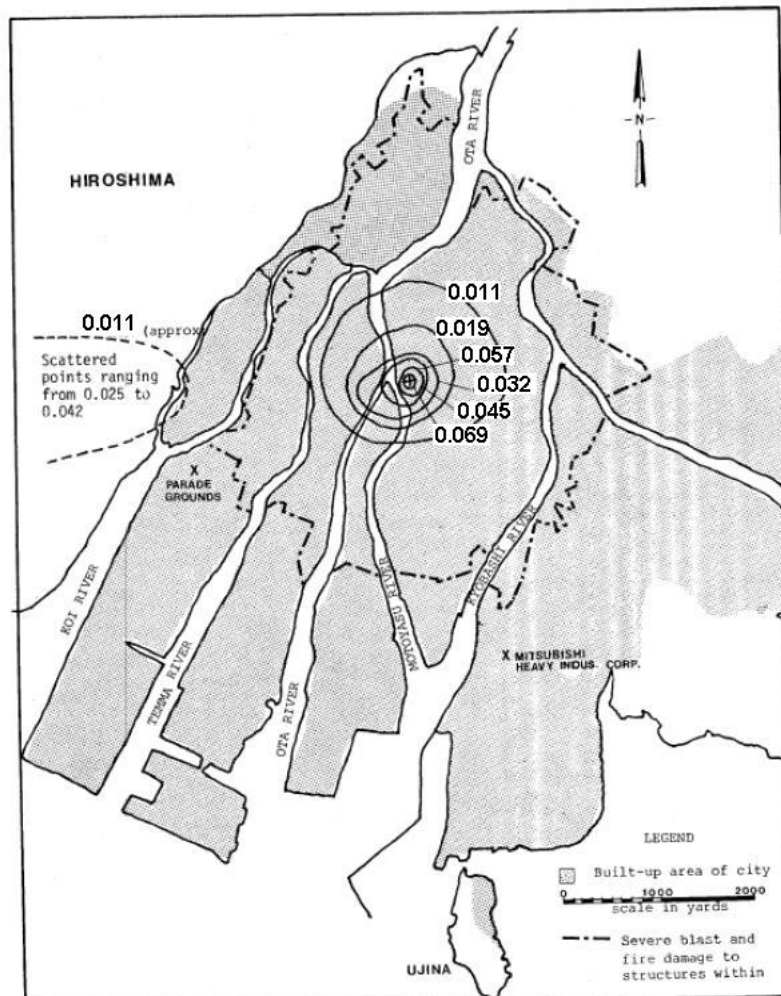 OTA RIVER
-N-
HIROSHIMA
0.011
0.011 (approx)
0.019
Scattered
points ranging
from 0.025 to
0.042
0.057
0.032
0.045
0.069
X
PARADE
GROUNDS
KOI RIVER
TEMMA RIVER
OTA RIVER
MOTOYASU RIVER
KYOBASHI RIVER
X MITSUBISHI
HEAVY INDUS. CORP.
LEGEND
Built-up area of city
0 1000 2000
scale in yards
Severe blast and
fire damage to
structures within
UJINA